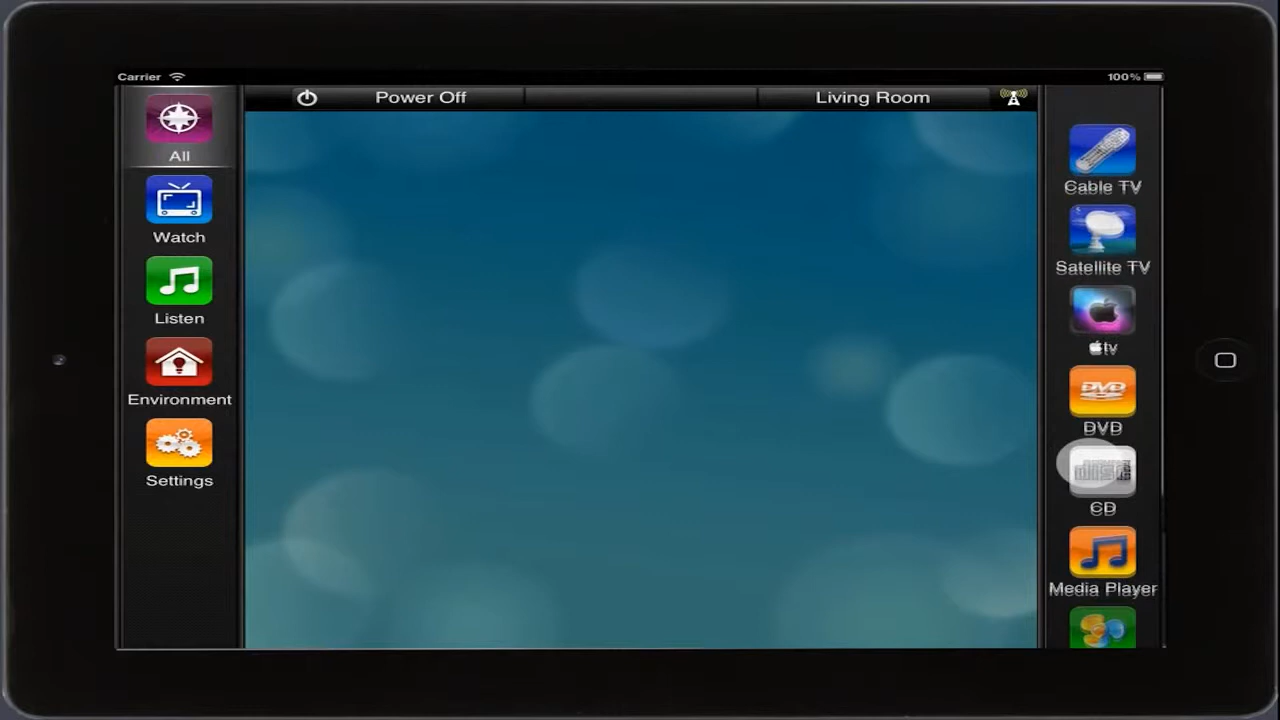 Carrier
100%
Power Off
Living Room
All
Watch
Listen
Environment
Settings
Cable TV
Satellite TV
tv
DVD
DVD
CD
Media Player